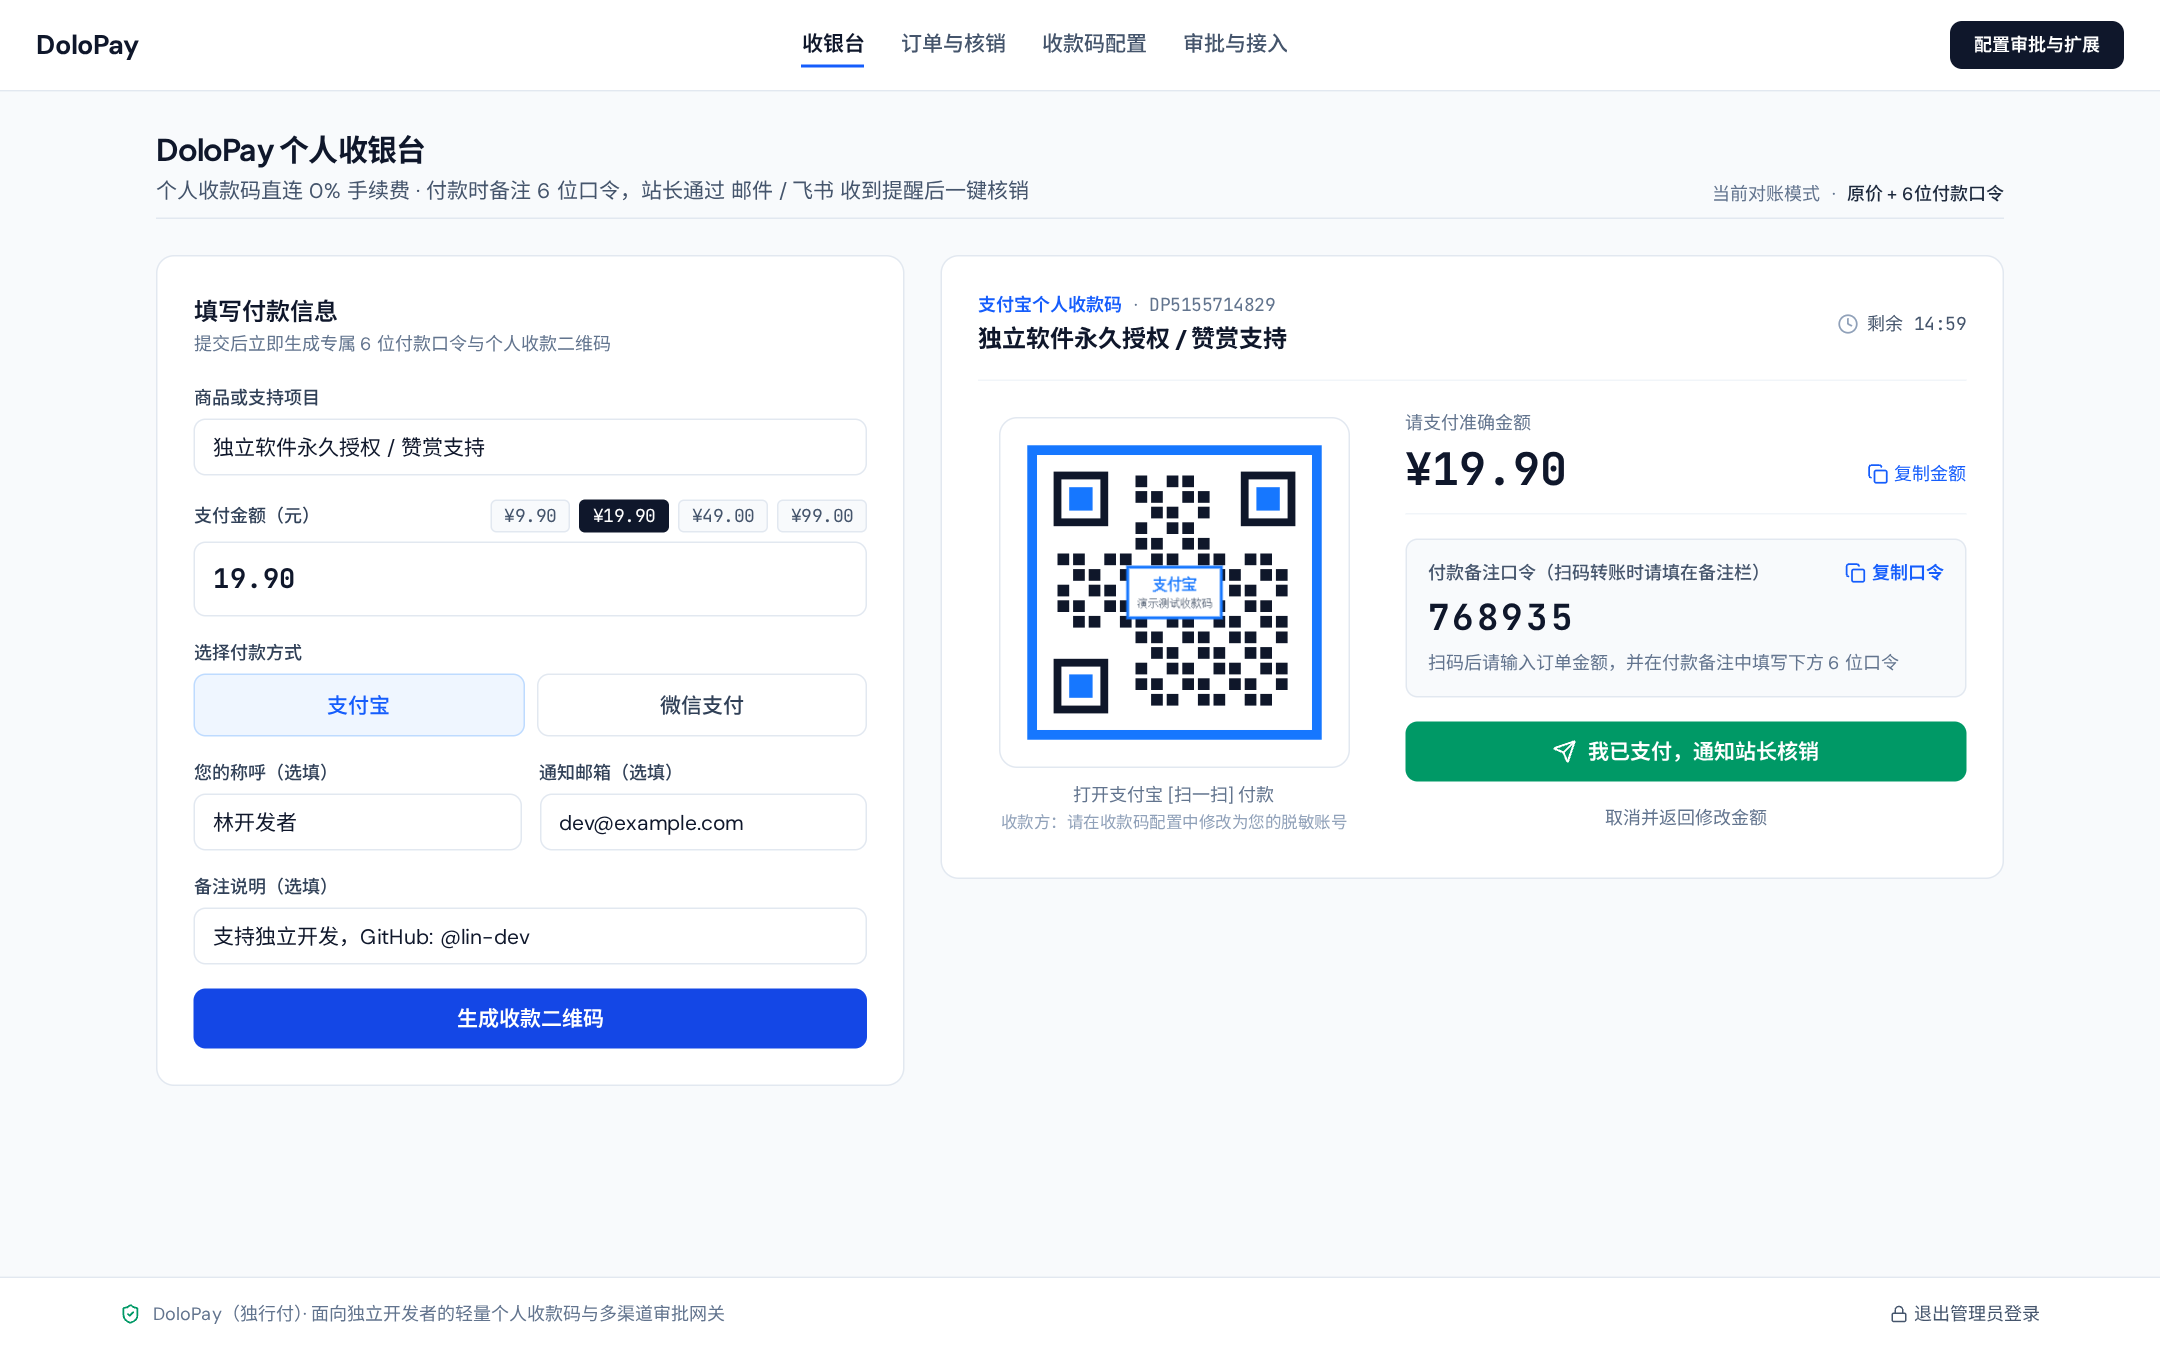 DoloPay
收银台
订单与核销
收款码配置
审批与接入
配置审批与扩展
DoloPay 个人收银台
个人收款码直连 0% 手续费 · 付款时备注 6 位口令，站长通过 邮件 / 飞书 收到提醒后一键核销
当前对账模式 · 原价 + 6位付款口令
填写付款信息
提交后立即生成专属 6 位付款口令与个人收款二维码
商品或支持项目
独立软件永久授权 / 赞赏支持
支付金额（元）
¥9.90
¥19.90
¥49.00
¥99.00
19.90
选择付款方式
支付宝
微信支付
您的称呼（选填）
通知邮箱（选填）
林开发者
dev@example.com
备注说明（选填）
支持独立开发，GitHub: @lin-dev
生成收款二维码
支付宝个人收款码 · DP5155714829
独立软件永久授权 / 赞赏支持
剩余 14:59
支付宝
演示测试收款码
打开支付宝 [扫一扫] 付款
收款方：请在收款码配置中修改为您的脱敏账号
请支付准确金额
¥19.90
复制金额
付款备注口令（扫码转账时请填在备注栏）
复制口令
768935
扫码后请输入订单金额，并在付款备注中填写下方 6 位口令
我已支付，通知站长核销
取消并返回修改金额
DoloPay（独行付）· 面向独立开发者的轻量个人收款码与多渠道审批网关
退出管理员登录